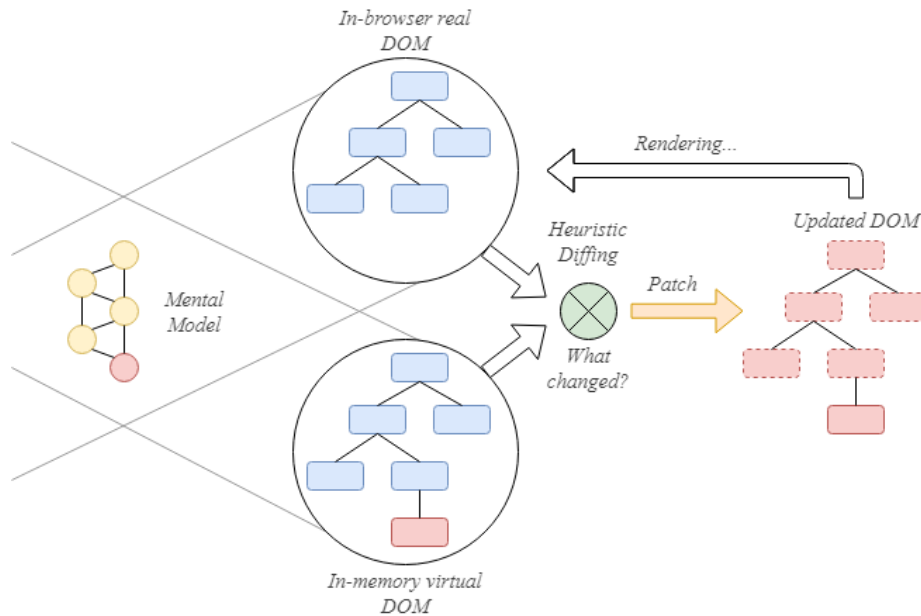 In-browser real
DOM
Rendering...
Updated DOM
Heuristic
Diffing
Patch
Mental
Model
What
changed?
In-memory virtual
DOM